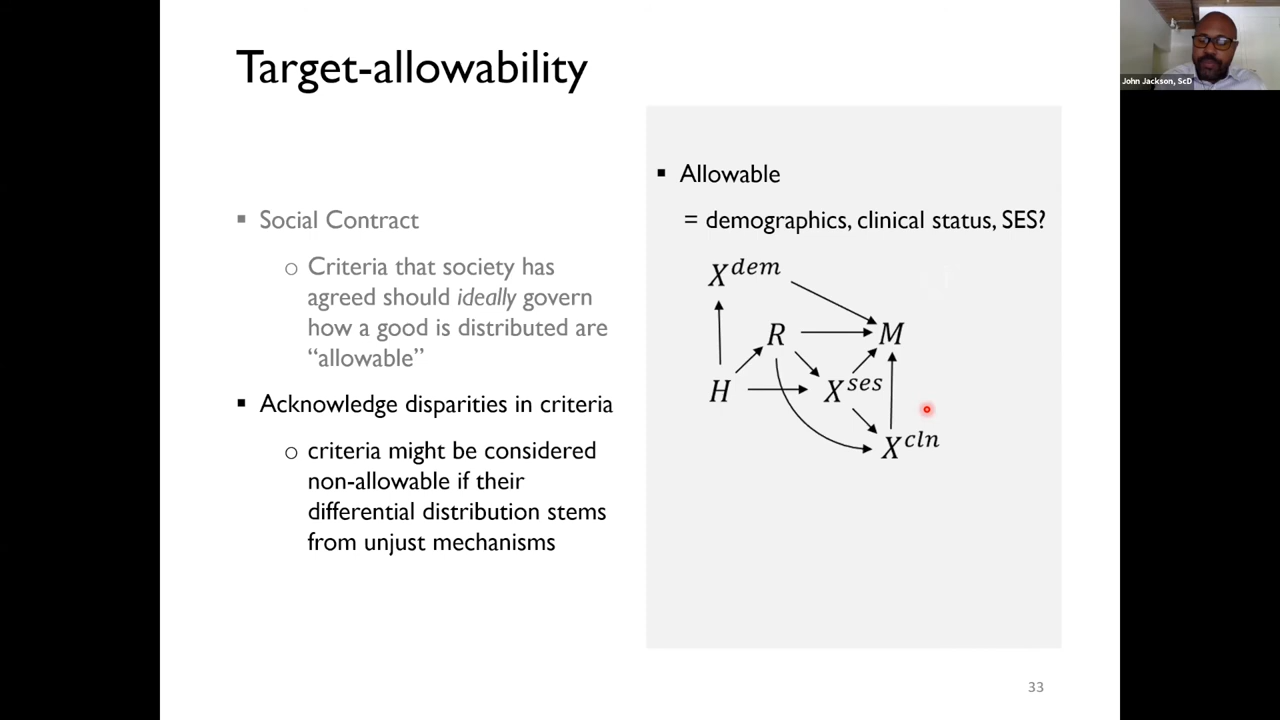 Target-allowability
▪ Social Contract
o Criteria that society has
agreed should ideally govern
how a good is distributed are
“allowable”
▪ Acknowledge disparities in criteria
o criteria might be considered
non-allowable if their
differential distribution stems
from unjust mechanisms
▪ Allowable
= demographics, clinical status, SES?
X^dem
R
M
H
X^ses
X^cln
33
John Jackson, ScD